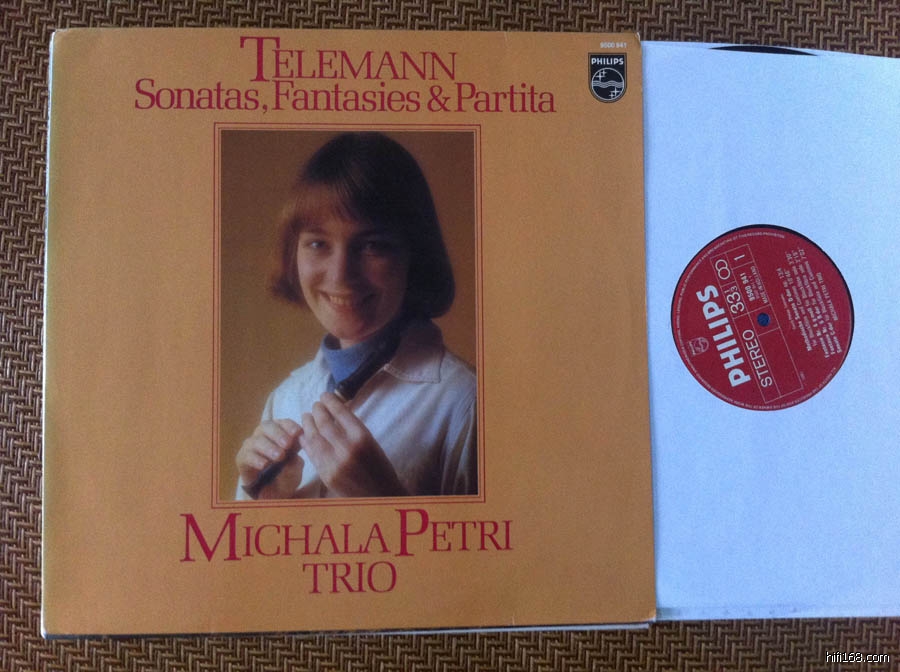 9500 941
TELEMANN
Sonatas, Fantasies & Partita
PHILIPS
MICHALA PETRI
TRIO
PHILIPS
STEREO 33⅓
9500 941 1
hifi168.com